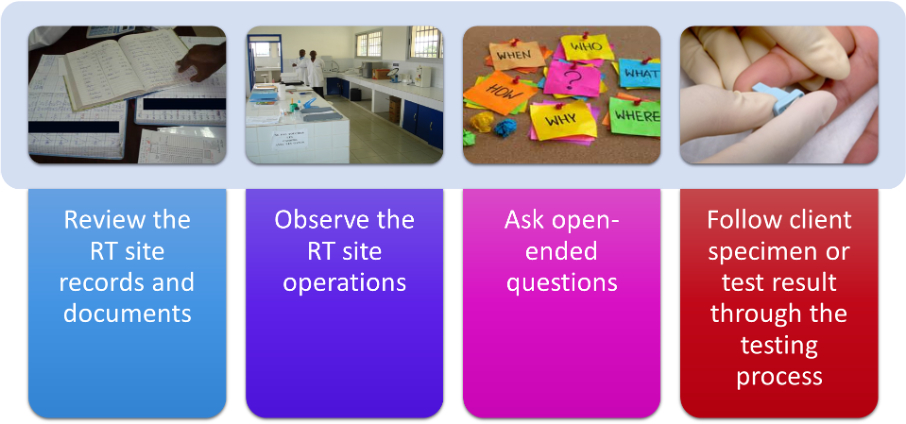 WHEN
WHO
?
WHAT
HOW
WHY
WHERE
Review the
RT site
records and
documents
Observe the
RT site
operations
Ask open-
ended
questions
Follow client
specimen or
test result
through the
testing
process